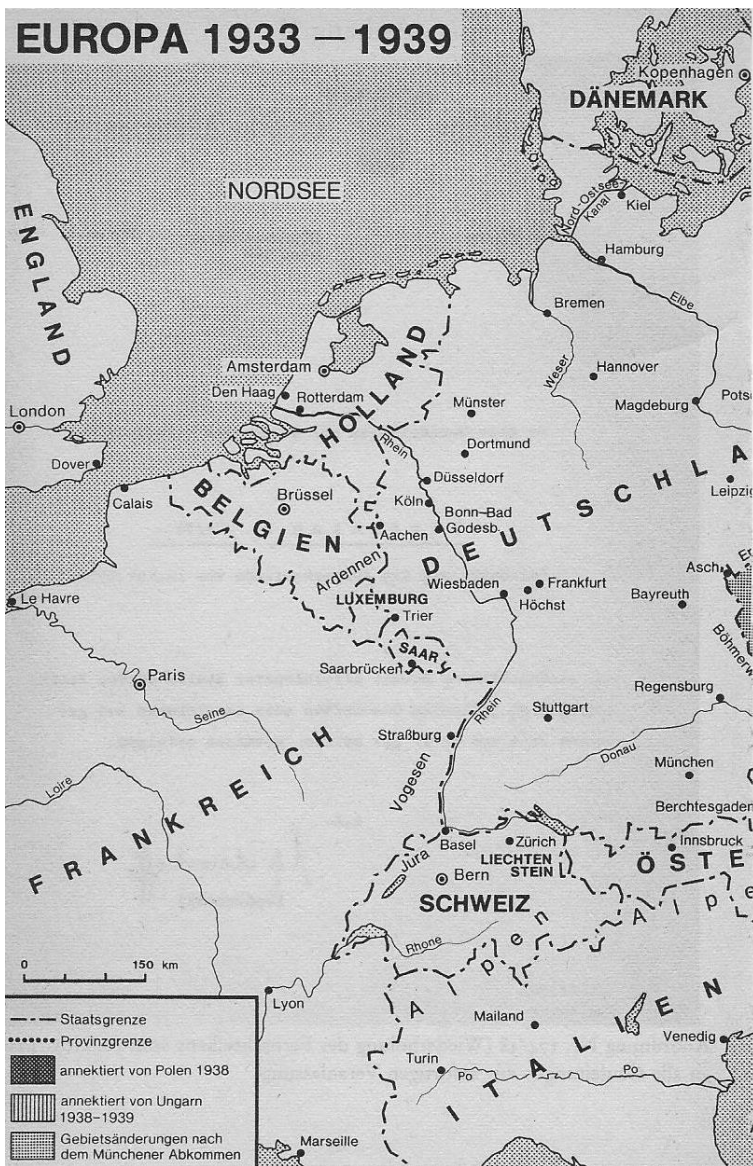 EUROPA 1933 — 1939
Kopenhagen
DÄNEMARK
NORDSEE
Nord-Ostsee
Kanal
Kiel
ENGLAND
Hamburg
Elbe
Bremen
Weser
Hannover
Amsterdam
HOLLAND
Den Haag
Rotterdam
Münster
Magdeburg
Pots
London
Rhein
Dortmund
Dover
DEUTSCHLA
Düsseldorf
Leipzig
Calais
BELGIEN
Brüssel
Köln
Bonn–Bad
Godesb.
Aachen
Ardennen
Asch
Wiesbaden
Frankfurt
Höchst
Bayreuth
Le Havre
LUXEMBURG
Trier
Böhmerw
SAAR
Saarbrücken
Paris
Regensburg
Seine
Rhein
Stuttgart
Straßburg
FRANKREICH
Vogesen
Donau
München
Loire
Berchtesgaden
Basel
Zürich
Innsbruck
Jura
LIECHTEN
STEIN
ÖSTE
Bern
SCHWEIZ
Alpe
Rhone
Alpen
0 150 km
Lyon
ITALIEN
Mailand
Venedig
Turin
Po
Po
Marseille
Staatsgrenze
Provinzgrenze
annektiert von Polen 1938
annektiert von Ungarn
1938–1939
Gebietsänderungen nach
dem Münchener Abkommen